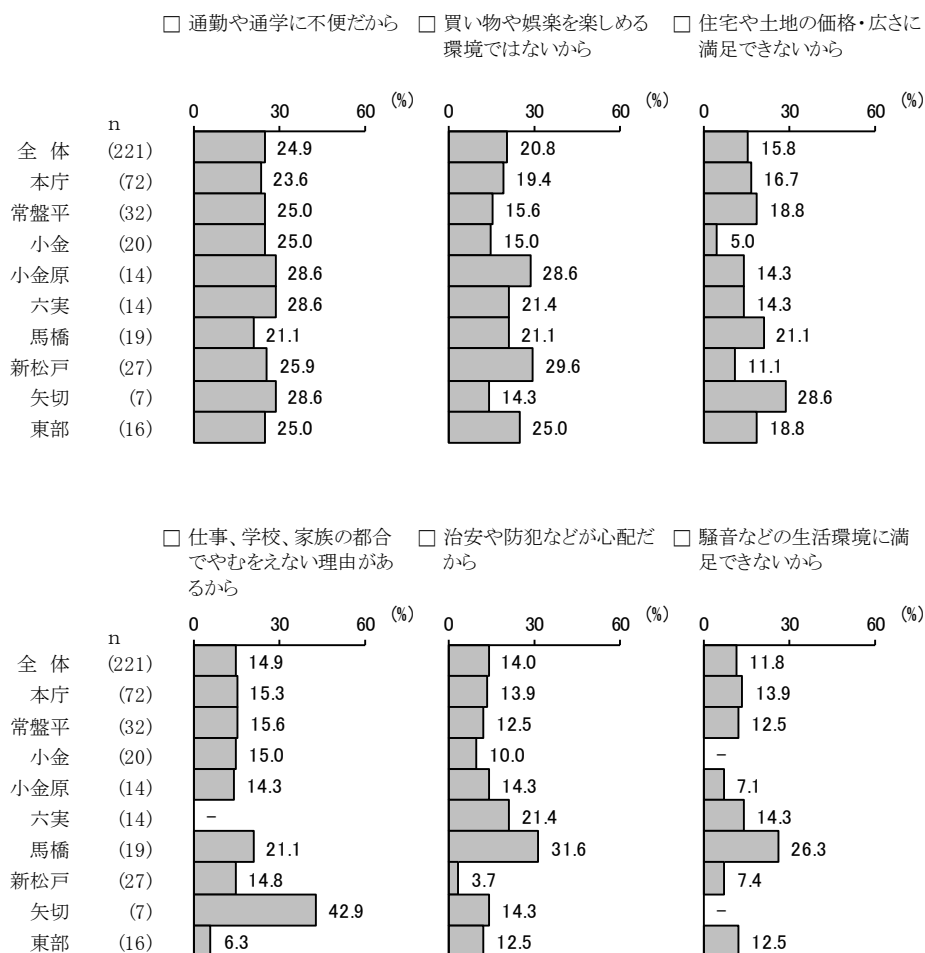 □ 通勤や通学に不便だから
□ 買い物や娯楽を楽しめる
環境ではないから
□ 住宅や土地の価格・広さに
満足できないから
0 30 60 (%) 0 30 60 (%) 0 30 60 (%)
n
全 体 (221) 24.9 20.8 15.8
本庁 (72) 23.6 19.4 16.7
常盤平 (32) 25.0 15.6 18.8
小金 (20) 25.0 15.0 5.0
小金原 (14) 28.6 28.6 14.3
六実 (14) 28.6 21.4 14.3
馬橋 (19) 21.1 21.1 21.1
新松戸 (27) 25.9 29.6 11.1
矢切 (7) 28.6 14.3 28.6
東部 (16) 25.0 25.0 18.8
□ 仕事、学校、家族の都合
でやむをえない理由があ
るから
□ 治安や防犯などが心配だ
から
□ 騒音などの生活環境に満
足できないから
0 30 60 (%) 0 30 60 (%) 0 30 60 (%)
n
全 体 (221) 14.9 14.0 11.8
本庁 (72) 15.3 13.9 13.9
常盤平 (32) 15.6 12.5 12.5
小金 (20) 15.0 10.0 −
小金原 (14) 14.3 14.3 7.1
六実 (14) − 21.4 14.3
馬橋 (19) 21.1 31.6 26.3
新松戸 (27) 14.8 3.7 7.4
矢切 (7) 42.9 14.3 −
東部 (16) 6.3 12.5 12.5